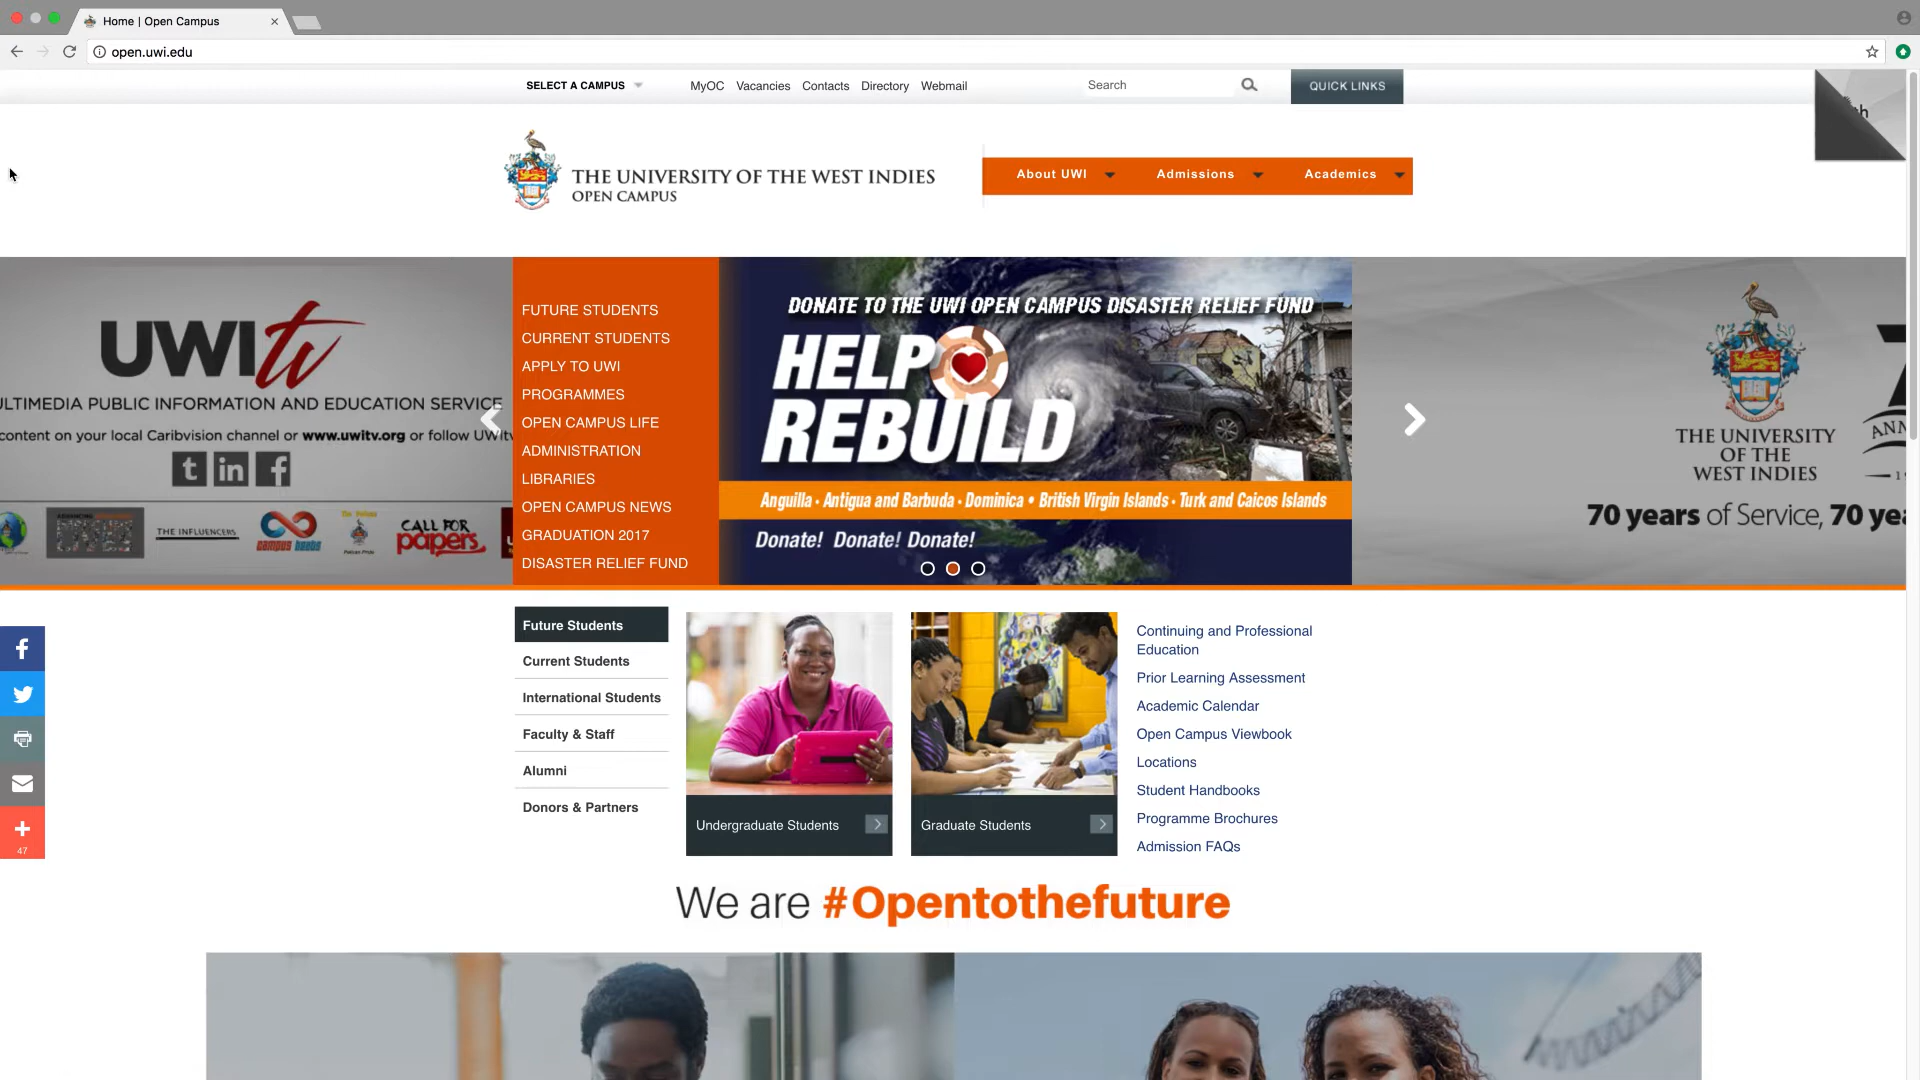 Home | Open Campus
open.uwi.edu
SELECT A CAMPUS
MyOC Vacancies Contacts Directory Webmail
Search
QUICK LINKS
THE UNIVERSITY OF THE WEST INDIES
OPEN CAMPUS
About UWI Admissions Academics
UWItv
ULTIMEDIA PUBLIC INFORMATION AND EDUCATION SERVICE
content on your local Caribvision channel or www.uwitv.org or follow UWItv
THE INFLUENCERS
campus beats
CALL FOR
papers
FUTURE STUDENTS
CURRENT STUDENTS
APPLY TO UWI
PROGRAMMES
OPEN CAMPUS LIFE
ADMINISTRATION
LIBRARIES
OPEN CAMPUS NEWS
GRADUATION 2017
DISASTER RELIEF FUND
DONATE TO THE UWI OPEN CAMPUS DISASTER RELIEF FUND
HELP
REBUILD
Anguilla • Antigua and Barbuda • Dominica • British Virgin Islands • Turk and Caicos Islands
Donate! Donate! Donate!
THE UNIVERSITY
OF THE
WEST INDIES
70 years of Service, 70 yea
Future Students
Current Students
International Students
Faculty & Staff
Alumni
Donors & Partners
Undergraduate Students
Graduate Students
Continuing and Professional
Education
Prior Learning Assessment
Academic Calendar
Open Campus Viewbook
Locations
Student Handbooks
Programme Brochures
Admission FAQs
47
We are #Opentothefuture